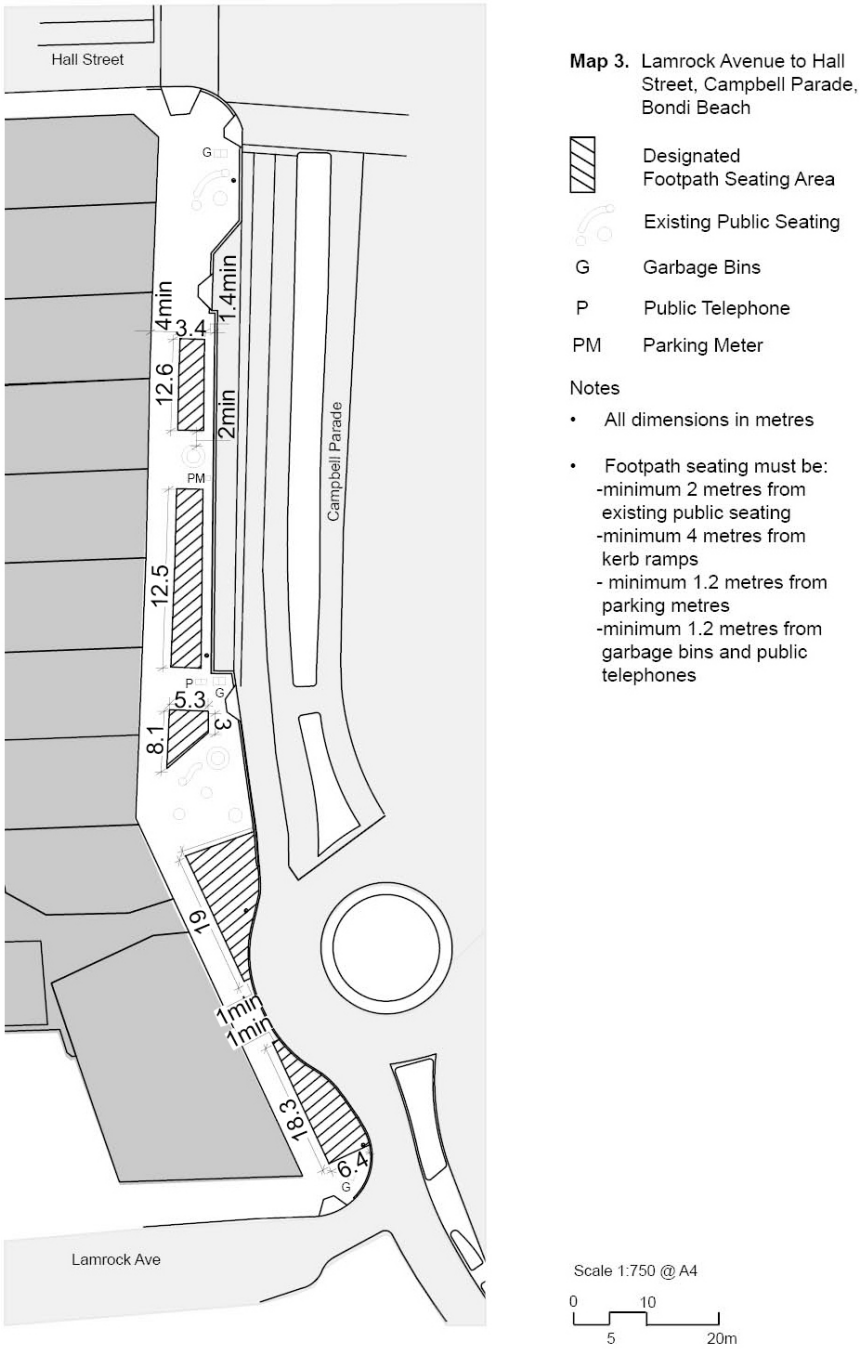 Hall Street
G
4min
3.4
1.4min
12.6
2min
PM
12.5
P
G
5.3
3
8.1
19
1min
1min
18.3
6.4
G
Lamrock Ave
Campbell Parade
Map 3. Lamrock Avenue to Hall
Street, Campbell Parade,
Bondi Beach
Designated
Footpath Seating Area
Existing Public Seating
G Garbage Bins
P Public Telephone
PM Parking Meter
Notes
• All dimensions in metres
• Footpath seating must be:
-minimum 2 metres from
existing public seating
-minimum 4 metres from
kerb ramps
- minimum 1.2 metres from
parking metres
-minimum 1.2 metres from
garbage bins and public
telephones
Scale 1:750 @ A4
0 10
5 20m